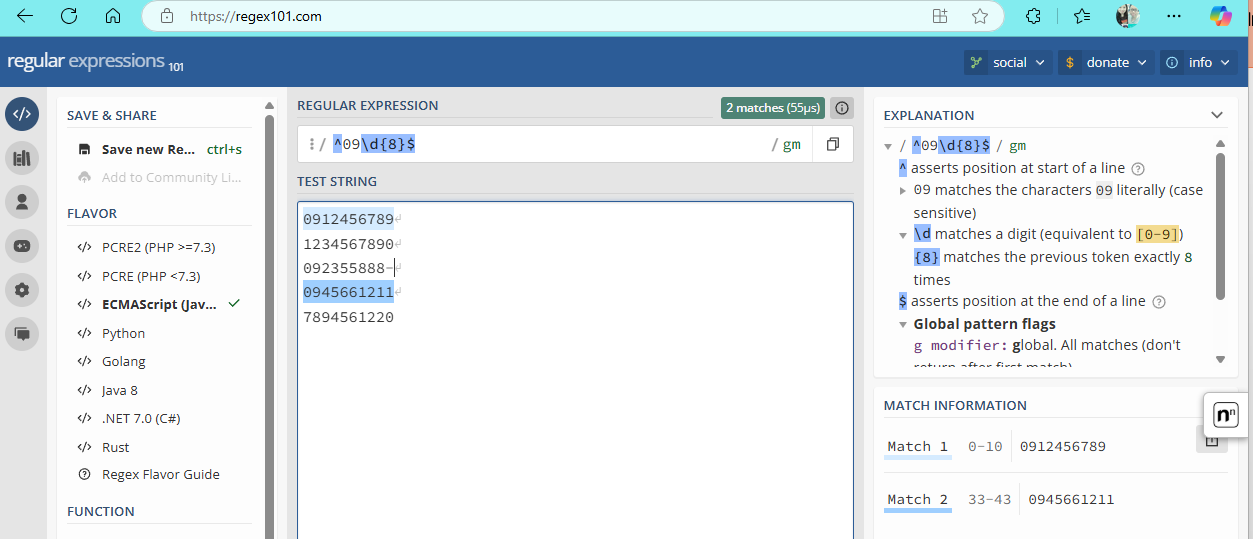 https://regex101.com
regular expressions 101
social
donate
info
SAVE & SHARE
Save new Re... ctrl+s
Add to Community Li...
FLAVOR
PCRE2 (PHP >=7.3)
PCRE (PHP <7.3)
ECMAScript (Jav...
Python
Golang
Java 8
.NET 7.0 (C#)
Rust
Regex Flavor Guide
FUNCTION
REGULAR EXPRESSION
2 matches (55μs)
/ ^09\d{8}$ / gm
TEST STRING
0912456789
1234567890
092355888-
0945661211
7894561220
EXPLANATION
/ ^09\d{8}$ / gm
^ asserts position at start of a line
09 matches the characters 09 literally (case
sensitive)
\d matches a digit (equivalent to [0-9])
{8} matches the previous token exactly 8
times
$ asserts position at the end of a line
Global pattern flags
g modifier: global. All matches (don't
return after first match)
MATCH INFORMATION
Match 1 0-10 0912456789
Match 2 33-43 0945661211